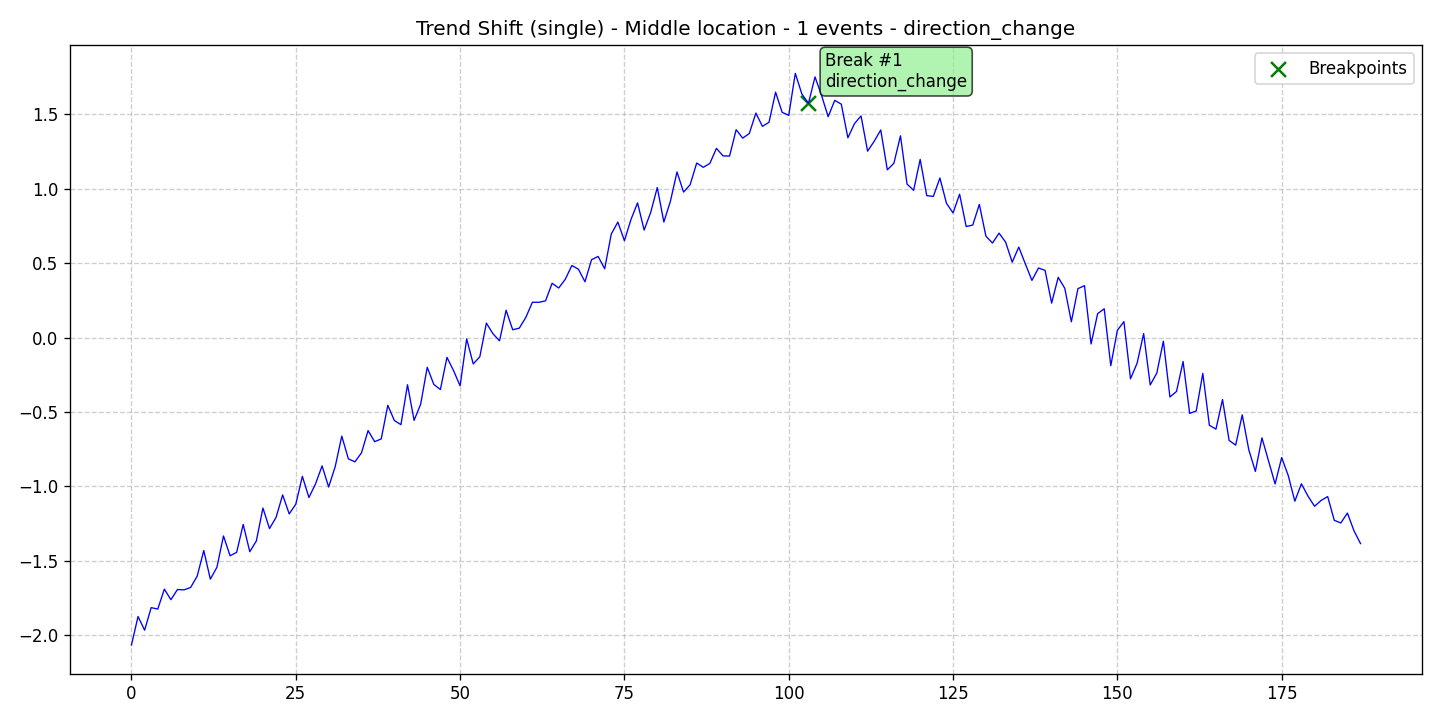 Trend Shift (single) - Middle location - 1 events - direction_change
Break #1
direction_change
Breakpoints
1.5
1.0
0.5
0.0
−0.5
−1.0
−1.5
−2.0
0 25 50 75 100 125 150 175